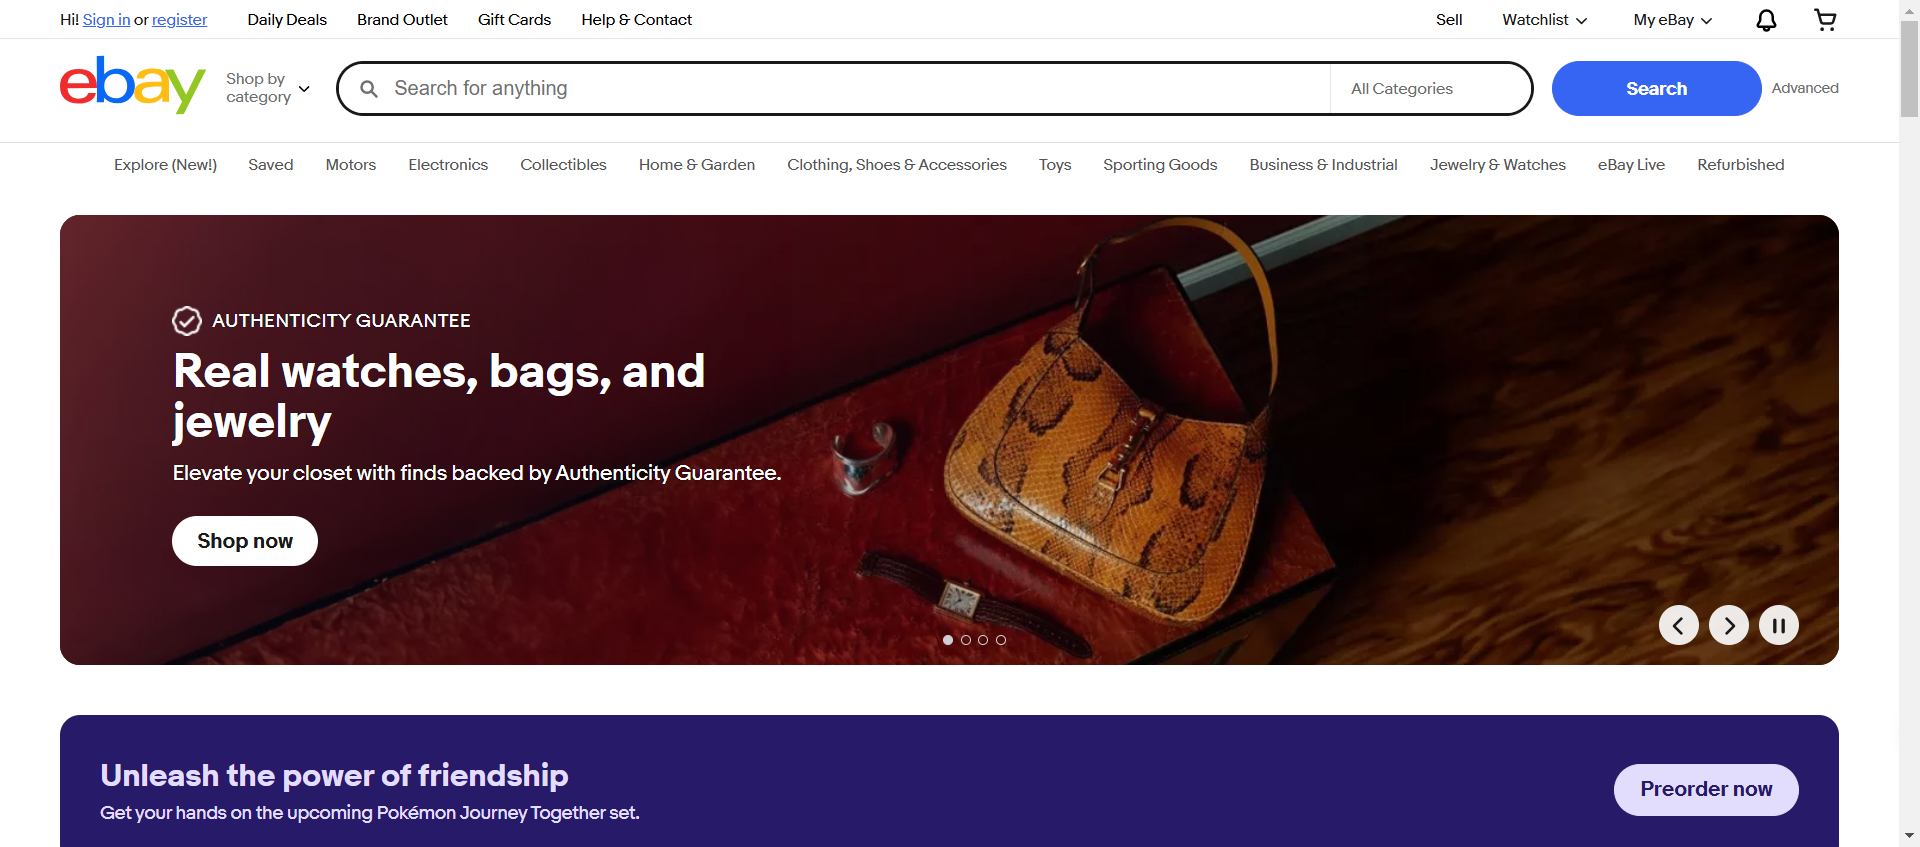 Hi! Sign in or register
Daily Deals
Brand Outlet
Gift Cards
Help & Contact
Sell
Watchlist
My eBay
ebay
Shop by
category
Search for anything
All Categories
Search
Advanced
Explore (New!)
Saved
Motors
Electronics
Collectibles
Home & Garden
Clothing, Shoes & Accessories
Toys
Sporting Goods
Business & Industrial
Jewelry & Watches
eBay Live
Refurbished
AUTHENTICITY GUARANTEE
Real watches, bags, and
jewelry
Elevate your closet with finds backed by Authenticity Guarantee.
Shop now
Unleash the power of friendship
Get your hands on the upcoming Pokémon Journey Together set.
Preorder now